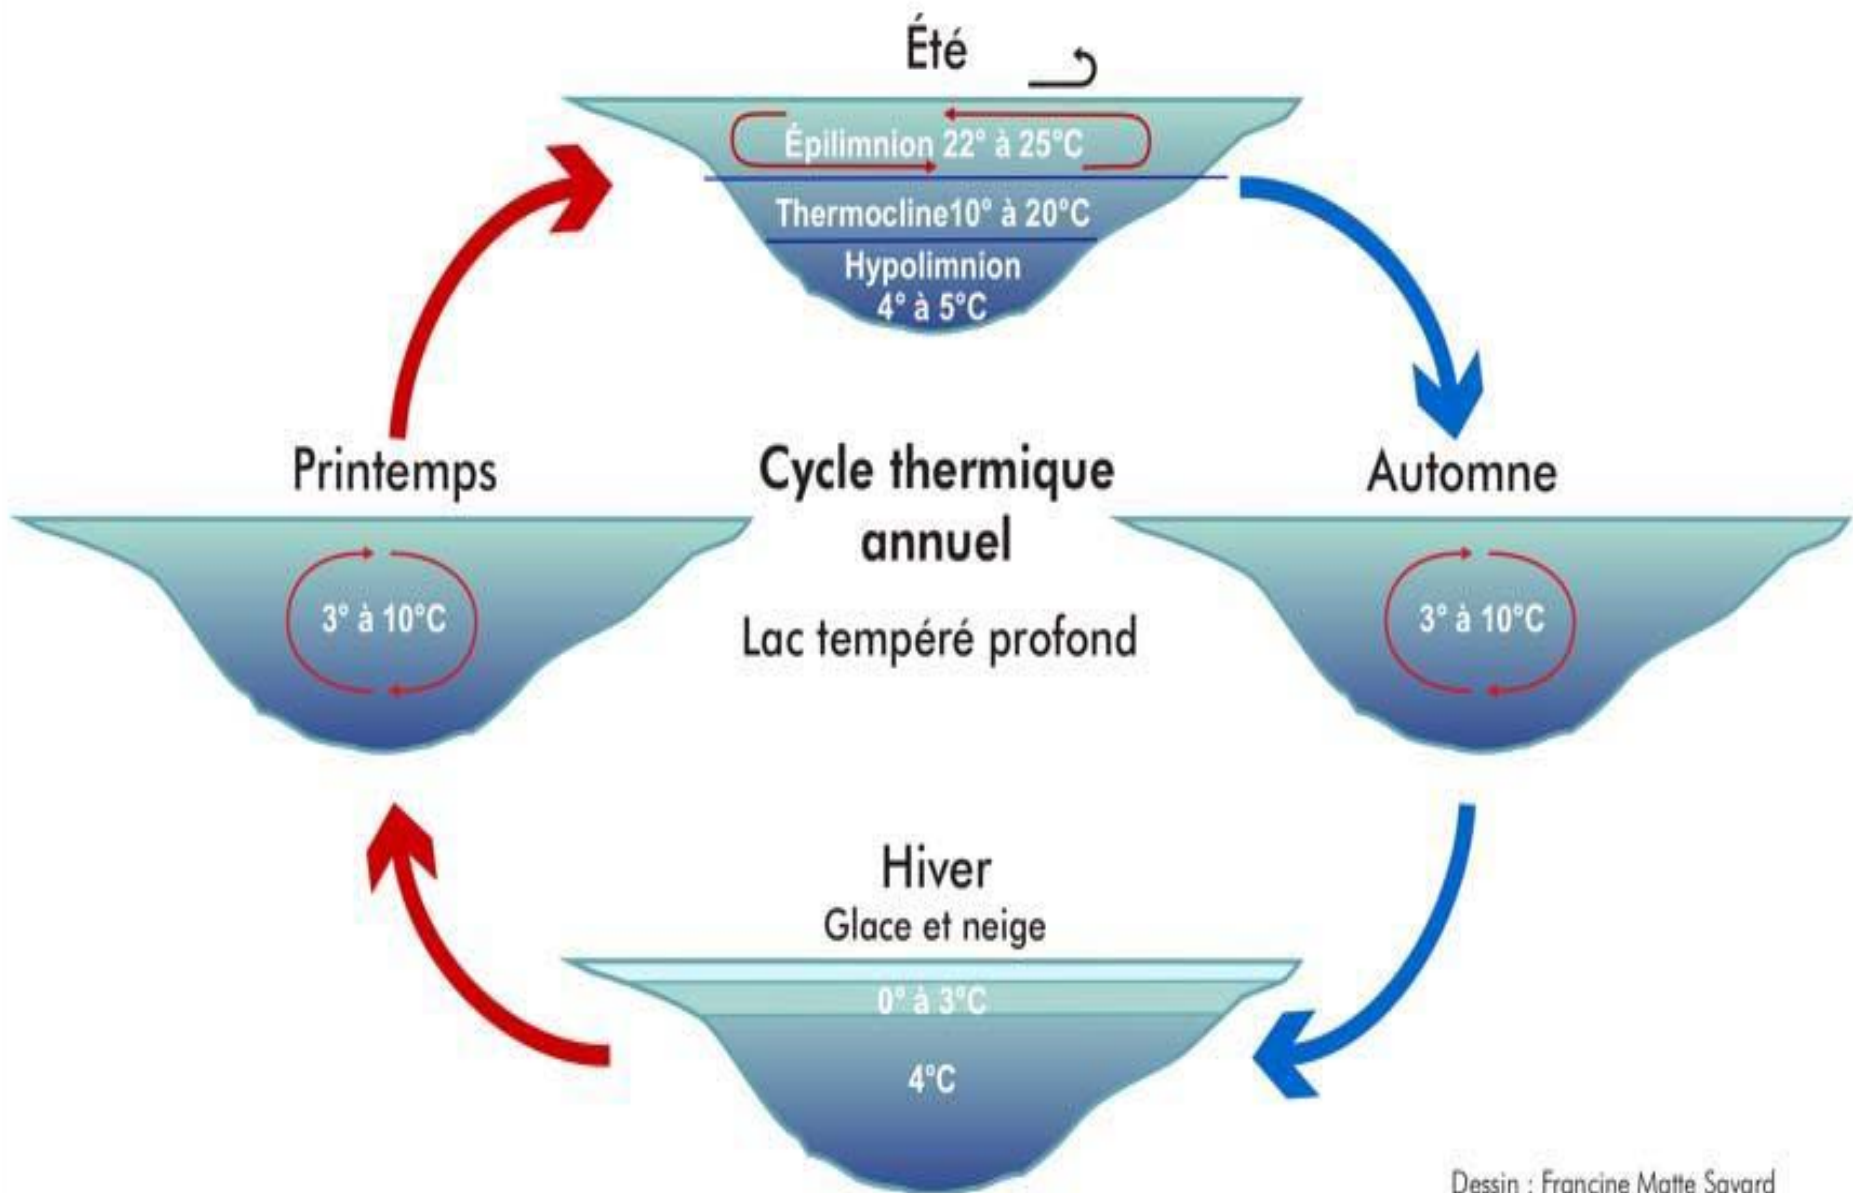 Été
Épilimnion 22° à 25°C
Thermocline10° à 20°C
Hypolimnion
4° à 5°C
Printemps
3° à 10°C
Cycle thermique
annuel
Lac tempéré profond
Automne
3° à 10°C
Hiver
Glace et neige
0° à 3°C
4°C
Dessin : Francine Matte Savard